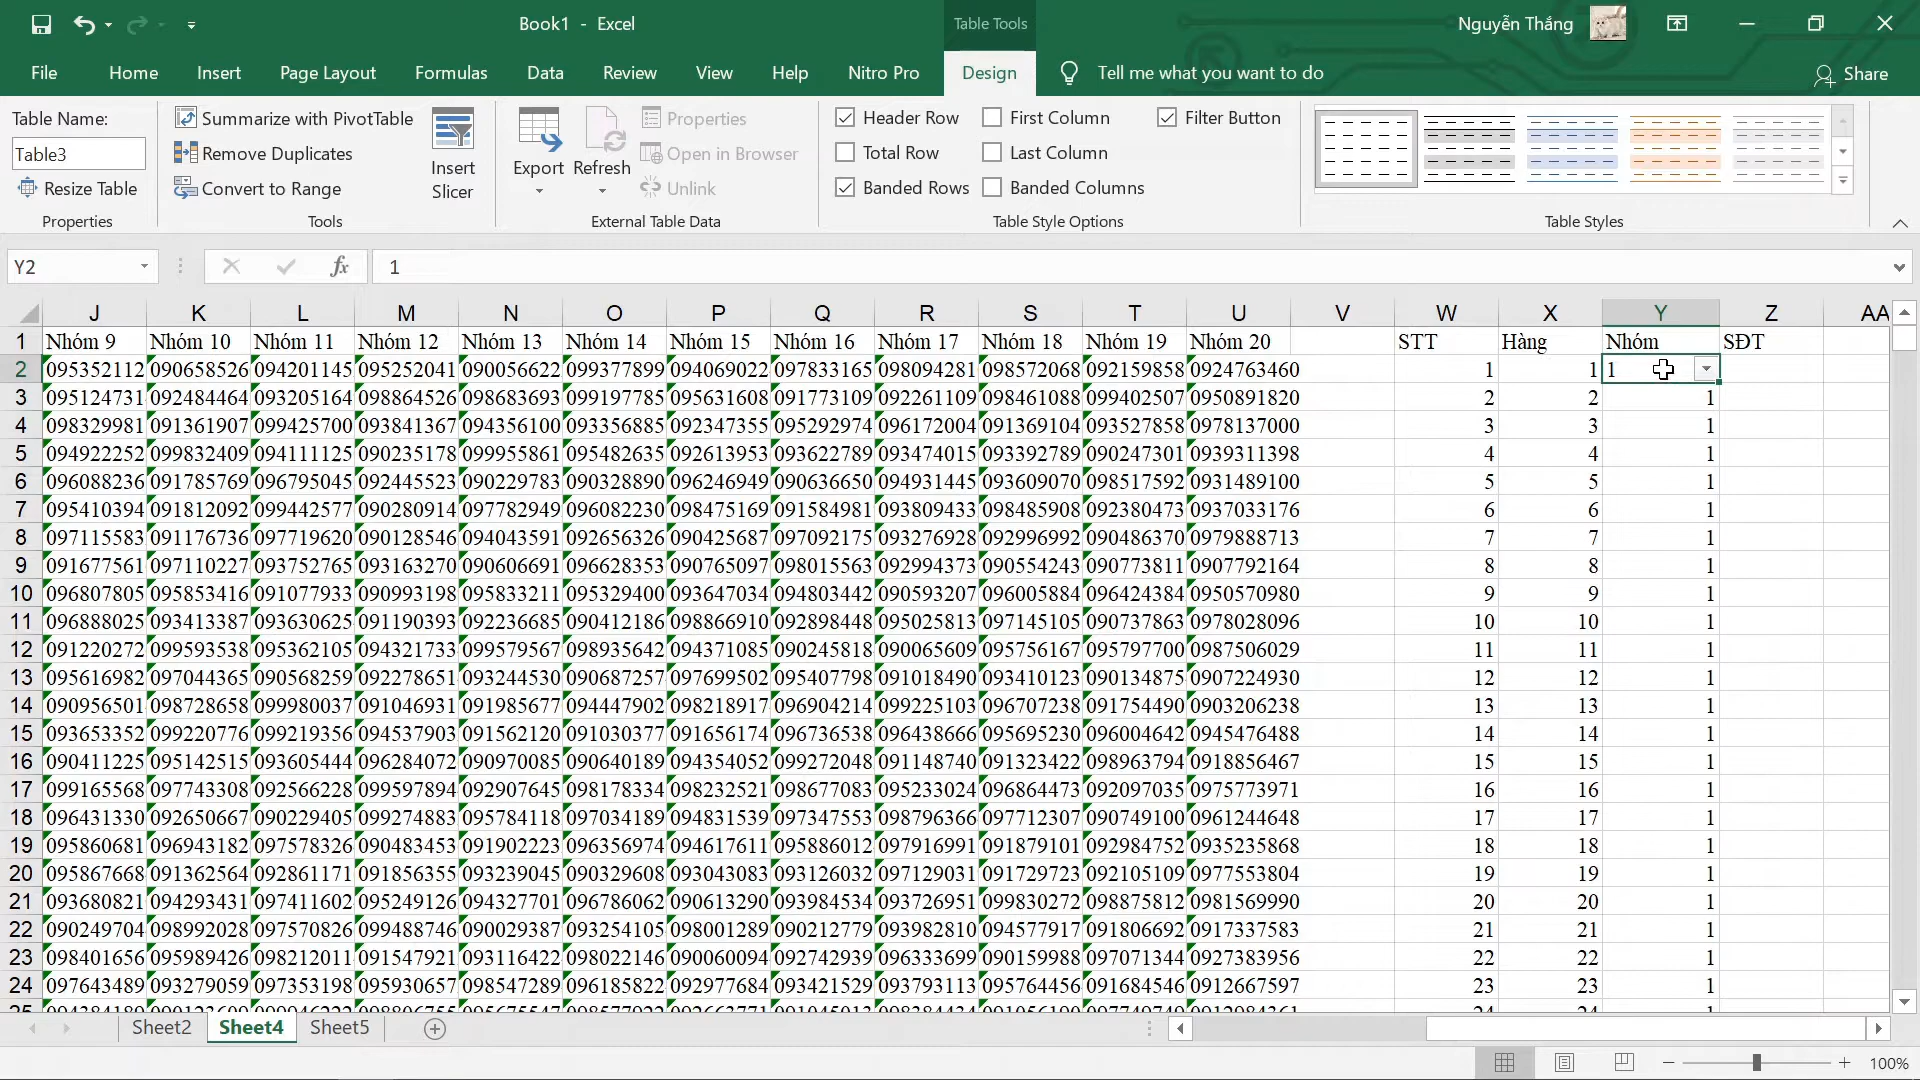 Book1 - Excel
Table Tools
Nguyễn Thắng
File Home Insert Page Layout Formulas Data Review View Help Nitro Pro Design Tell me what you want to do Share
Table Name:
Table3
Resize Table
Properties
Summarize with PivotTable
Remove Duplicates
Convert to Range
Tools
Insert Slicer
Export
Refresh
Properties
Open in Browser
Unlink
External Table Data
Header Row First Column Filter Button
Total Row Last Column
Banded Rows Banded Columns
Table Style Options
Table Styles
Y2 fx 1
J K L M N O P Q R S T U V W X Y Z AA
1 Nhóm 9 Nhóm 10 Nhóm 11 Nhóm 12 Nhóm 13 Nhóm 14 Nhóm 15 Nhóm 16 Nhóm 17 Nhóm 18 Nhóm 19 Nhóm 20 STT Hàng Nhóm SĐT
2 095352112 090658526 094201145 095252041 090056622 099377899 094069022 097833165 098094281 098572068 092159858 0924763460 1 1 1
3 095124731 092484464 093205164 098864526 098683693 099197785 095631608 091773109 092261109 098461088 099402507 0950891820 2 2 1
4 098329981 091361907 099425700 093841367 094356100 093356885 092347355 095292974 096172004 091369104 093527858 0978137000 3 3 1
5 094922252 099832409 094111125 090235178 099955861 095482635 092613953 093622789 093474015 093392789 090247301 0939311398 4 4 1
6 096088236 091785769 096795045 092445523 090229783 090328890 096246949 090636650 094931445 093609070 098517592 0931489100 5 5 1
7 095410394 091812092 099442577 090280914 097782949 096082230 098475169 091584981 093809433 098485908 092380473 0937033176 6 6 1
8 097115583 091176736 097719620 090128546 094043591 092656326 090425687 097092175 093276928 092996992 090486370 0979888713 7 7 1
9 091677561 097110227 093752765 093163270 090606691 096628353 090765097 098015563 092994373 090554243 090773811 0907792164 8 8 1
10 096807805 095853416 091077933 090993198 095833211 095329400 093647034 094803442 090593207 096005884 096424384 0950570980 9 9 1
11 096888025 093413387 093630625 091190393 092236685 090412186 098866910 092898448 095025813 097145105 090737863 0978028096 10 10 1
12 091220272 099593538 095362105 094321733 099579567 098935642 094371085 090245818 090065609 095756167 095797700 0987506029 11 11 1
13 095616982 097044365 090568259 092278651 093244530 090687257 097699502 095407798 091018490 093410123 090134875 0907224930 12 12 1
14 090956501 098728658 099980037 091046931 091985677 094447902 098218917 096904214 099225103 096707238 091754490 0903206238 13 13 1
15 093653352 099220776 099219356 094537903 091562120 091030377 091656174 096736538 096438666 095695230 096004642 0945476488 14 14 1
16 090411225 095142515 093605444 096284072 090970085 090640189 094354052 099272048 091148740 091323422 098963794 0918856467 15 15 1
17 099165568 097743308 092566228 099597894 092907645 098178334 098232521 098677083 095233024 096864473 092097035 0975773971 16 16 1
18 096431330 092650667 090229405 099274883 095784118 097034189 094831539 097347553 098796366 097712307 090749100 0961244648 17 17 1
19 095860681 096943182 097578326 090483453 091902223 096356974 094617611 095886012 097916991 091879101 092984752 0935235868 18 18 1
20 095867668 091362564 092861171 091856355 093239045 090329608 093043083 093126032 097129031 091729723 092105109 0977553804 19 19 1
21 093680821 094293431 097411602 095249126 094327701 096786062 090613290 093984534 093726951 099830272 098875812 0981569990 20 20 1
22 090249704 098992028 097570826 099488746 090029387 093254105 098001289 090212779 093982810 094577917 091806692 0917337583 21 21 1
23 098401656 095989426 098212011 091547921 093116422 098022146 090060094 092742939 096333699 090159988 097071344 0927383956 22 22 1
24 097643489 093279059 097353198 095930657 098547289 096185822 092977684 093421529 093793113 095764456 091684546 0912667597 23 23 1
Sheet2 Sheet4 Sheet5
100%